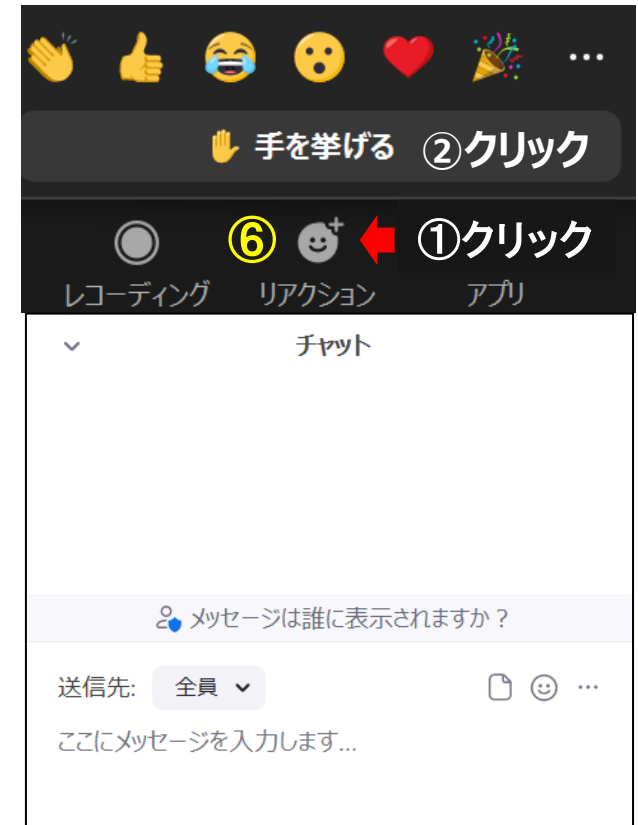 手を挙げる ②クリック
⑥ ①クリック
レコーディング リアクション アプリ
チャット
メッセージは誰に表示されますか？
送信先: 全員
ここにメッセージを入力します...